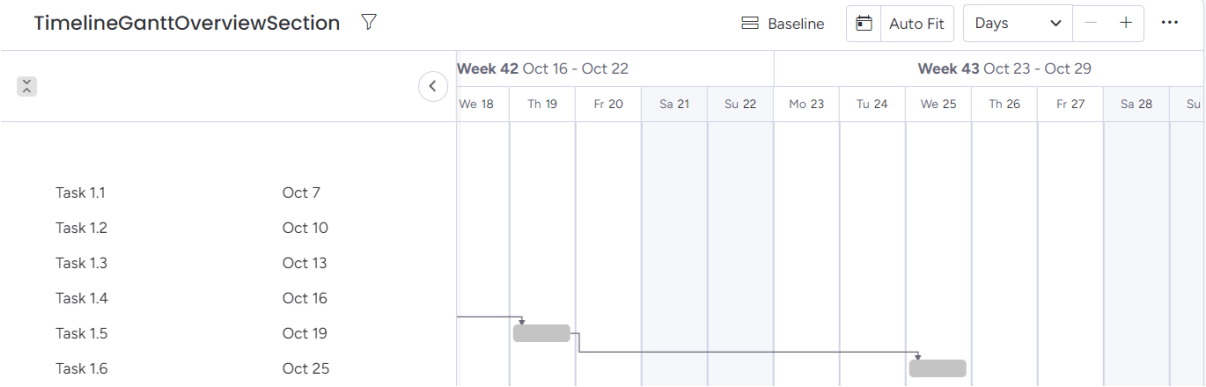 TimelineGanttOverviewSection Baseline Auto Fit Days
Week 42 Oct 16 - Oct 22 Week 43 Oct 23 - Oct 29
We 18 Th 19 Fr 20 Sa 21 Su 22 Mo 23 Tu 24 We 25 Th 26 Fr 27 Sa 28 Su
Task 1.1 Oct 7
Task 1.2 Oct 10
Task 1.3 Oct 13
Task 1.4 Oct 16
Task 1.5 Oct 19
Task 1.6 Oct 25